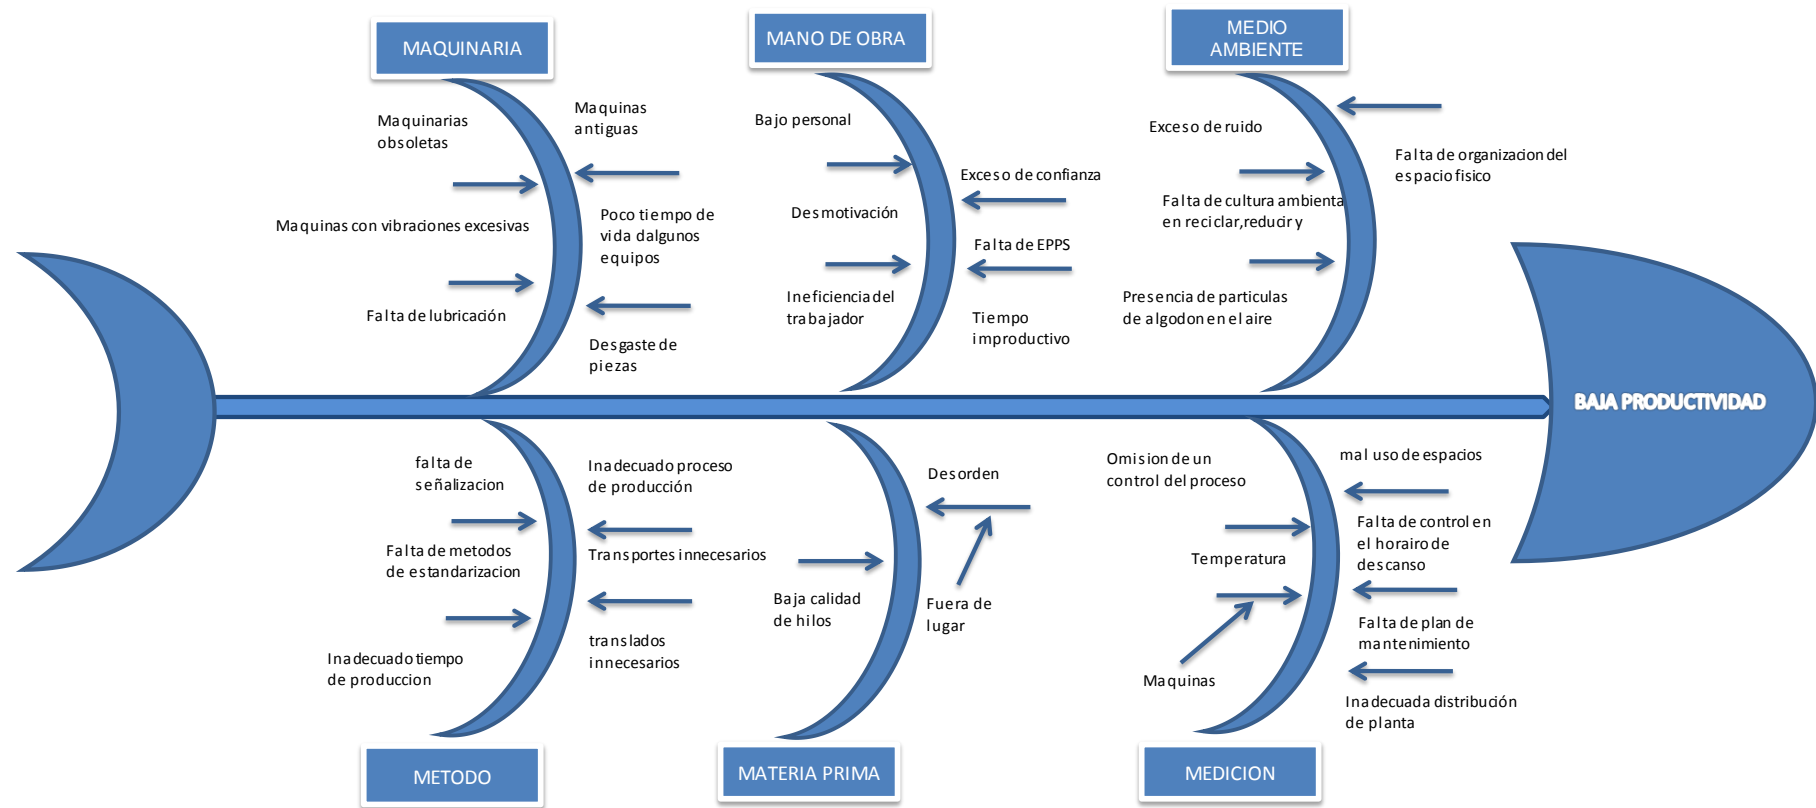 MAQUINARIA
Maquinarias
obsoletas
Maquinas
antiguas
Maquinas con vibraciones excesivas
Poco tiempo de
vida dalgunos
equipos
Falta de lubricación
Desgaste de
piezas
MANO DE OBRA
Bajo personal
Exceso de confianza
Desmotivación
Falta de EPPS
Ineficiencia del
trabajador
Tiempo
improductivo
MEDIO
AMBIENTE
Exceso de ruido
Falta de organizacion del
espacio fisico
Falta de cultura ambienta
en reciclar,reducir y
Presencia de particulas
de algodon en el aire
BAJA PRODUCTIVIDAD
falta de
señalizacion
Inadecuado proceso
de producción
Falta de metodos
de estandarizacion
Transportes innecesarios
Inadecuado tiempo
de produccion
translados
innecesarios
METODO
Desorden
Baja calidad
de hilos
Fuera de
lugar
MATERIA PRIMA
Omision de un
control del proceso
mal uso de espacios
Temperatura
Falta de control en
el horairo de
descanso
Maquinas
Falta de plan de
mantenimiento
Inadecuada distribución
de planta
MEDICION